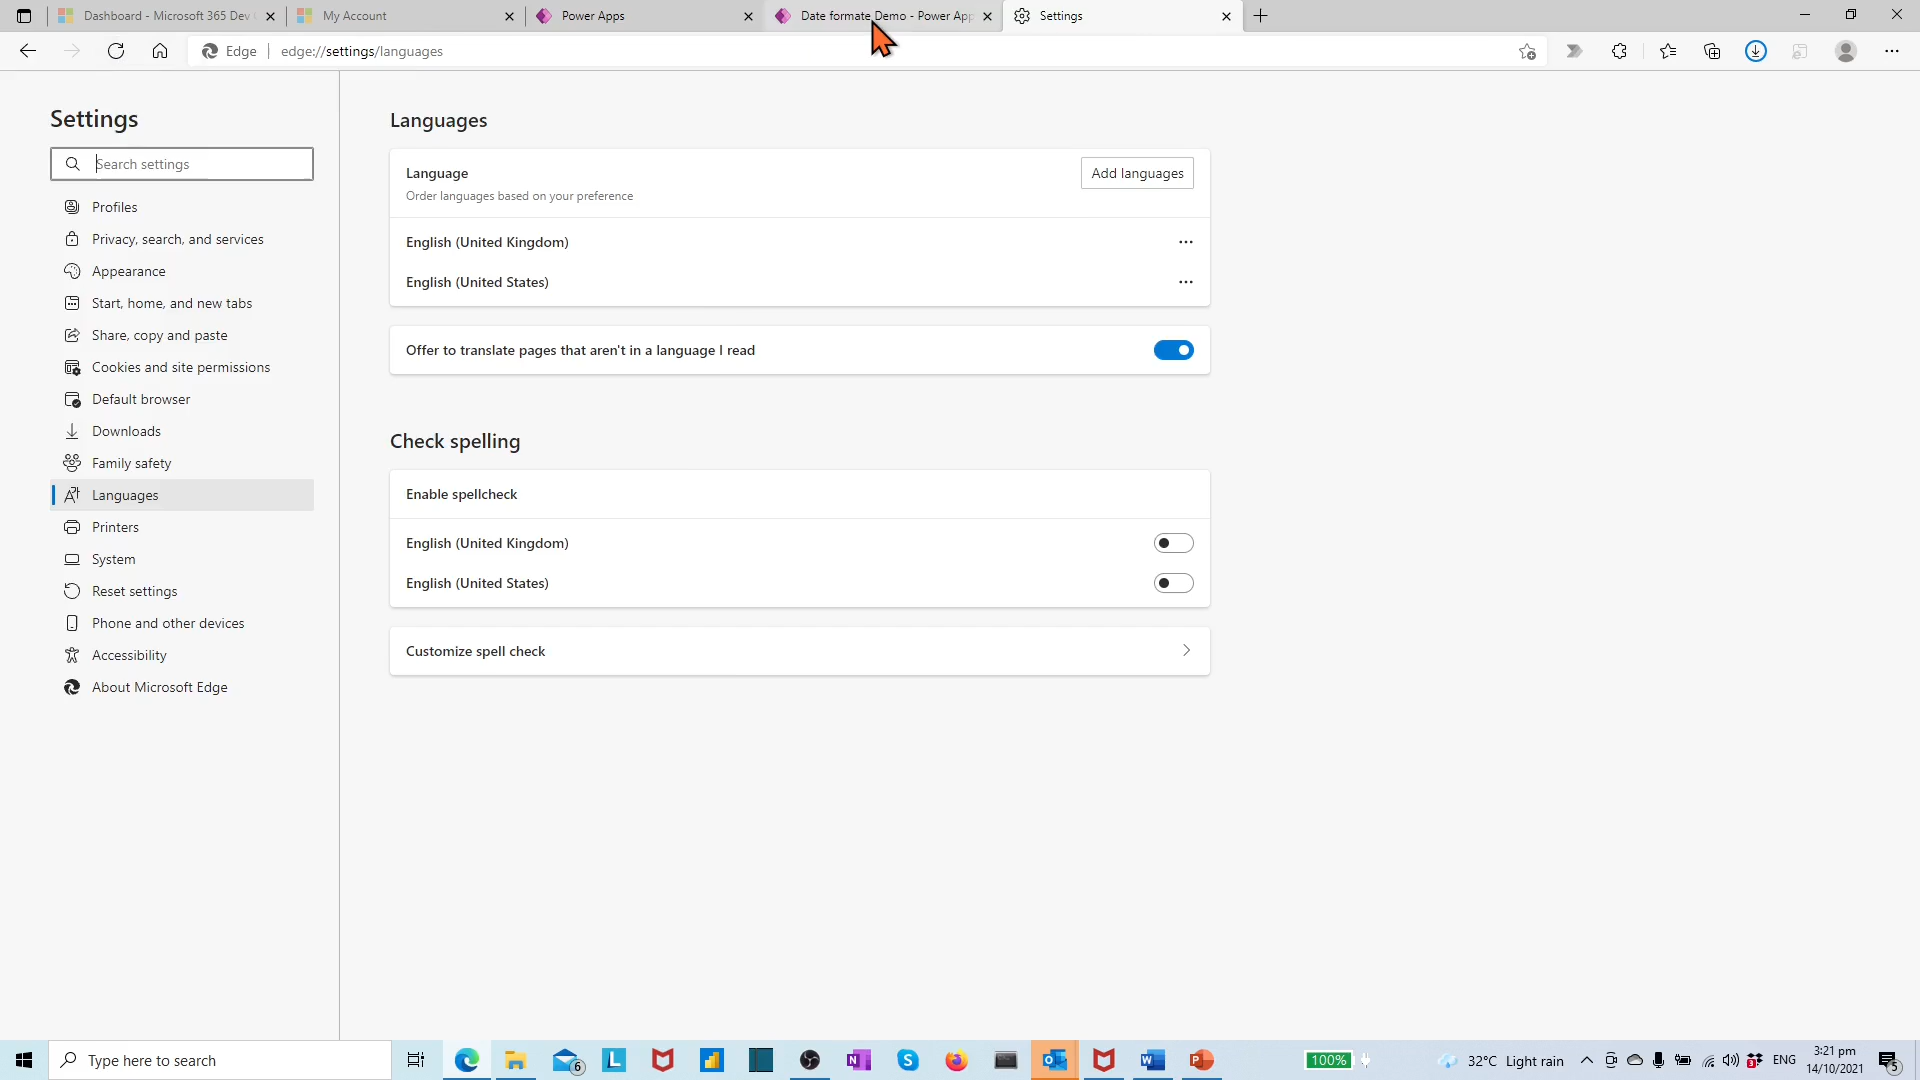 Dashboard - Microsoft 365 Dev
My Account
Power Apps
Date formate Demo - Power App
Settings
Edge
edge://settings/languages
Settings
Search settings
Profiles
Privacy, search, and services
Appearance
Start, home, and new tabs
Share, copy and paste
Cookies and site permissions
Default browser
Downloads
Family safety
Languages
Printers
System
Reset settings
Phone and other devices
Accessibility
About Microsoft Edge
Languages
Language
Add languages
Order languages based on your preference
English (United Kingdom)
English (United States)
Offer to translate pages that aren't in a language I read
Check spelling
Enable spellcheck
English (United Kingdom)
English (United States)
Customize spell check
Type here to search
6
100%
32°C Light rain
ENG
3:21 pm
14/10/2021
5